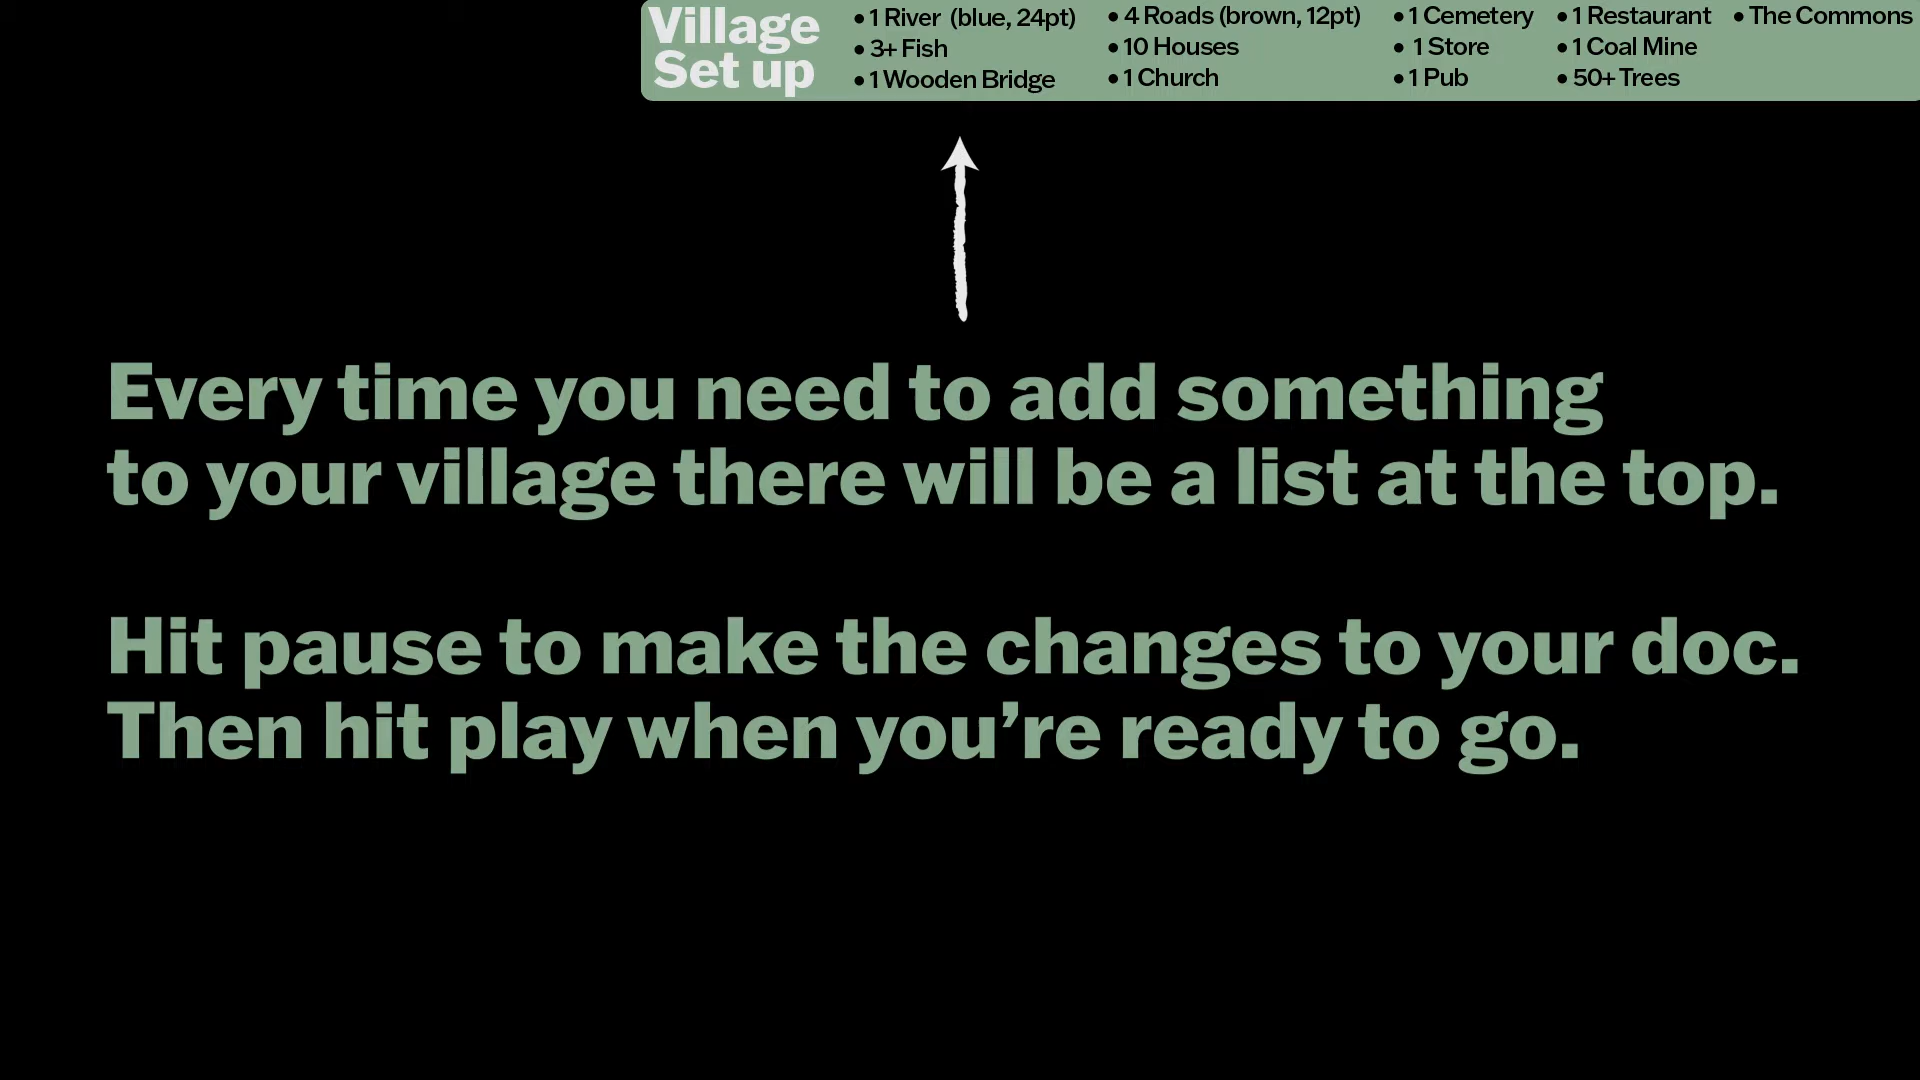 Village
Set up
• 1 River (blue, 24pt)
• 3+ Fish
• 1 Wooden Bridge
• 4 Roads (brown, 12pt)
• 10 Houses
• 1 Church
• 1 Cemetery
• 1 Store
• 1 Pub
• 1 Restaurant
• 1 Coal Mine
• 50+ Trees
• The Commons
Every time you need to add something
to your village there will be a list at the top.
Hit pause to make the changes to your doc.
Then hit play when you’re ready to go.